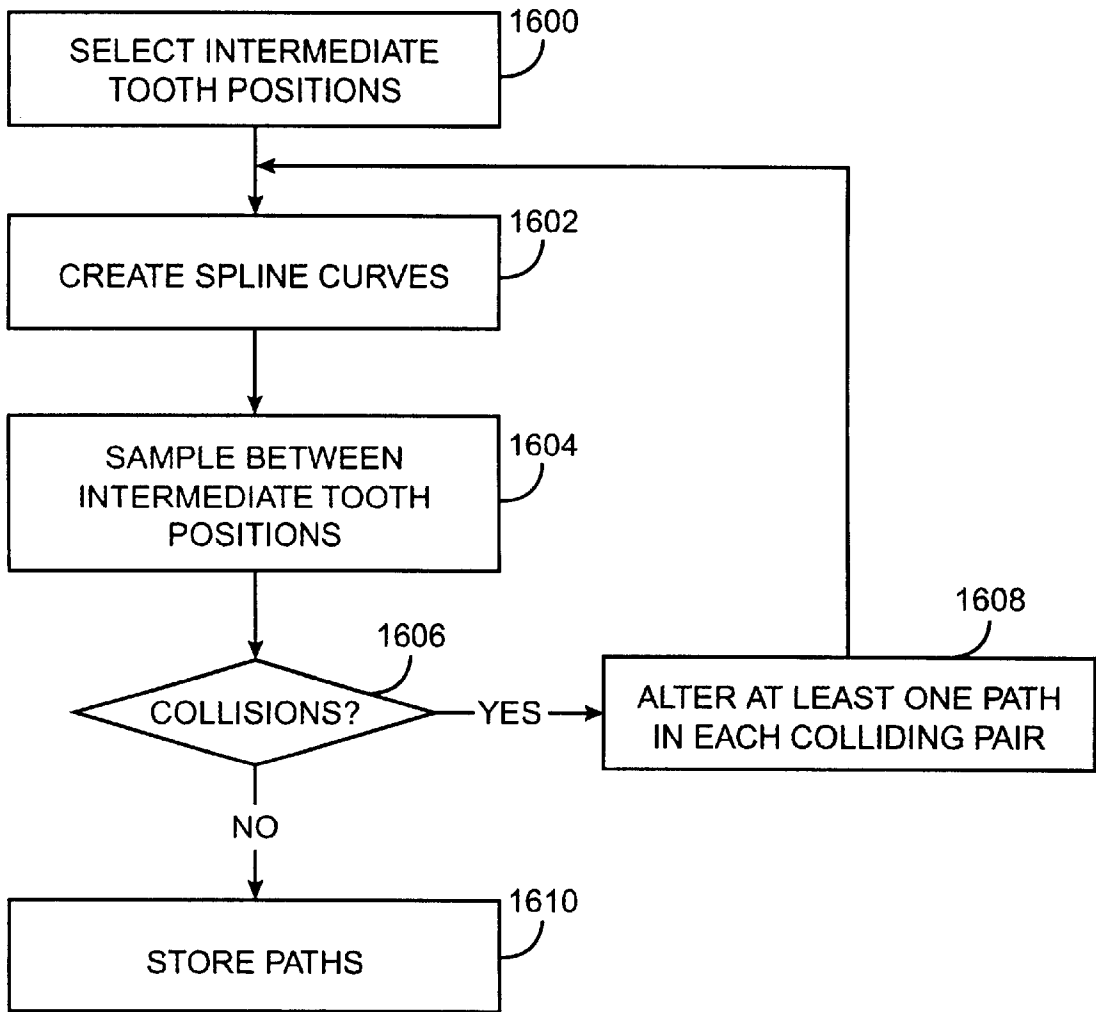 1600
SELECT INTERMEDIATE
TOOTH POSITIONS
1602
CREATE SPLINE CURVES
1604
SAMPLE BETWEEN
INTERMEDIATE TOOTH
POSITIONS
1606
COLLISIONS?
YES
1608
ALTER AT LEAST ONE PATH
IN EACH COLLIDING PAIR
NO
1610
STORE PATHS